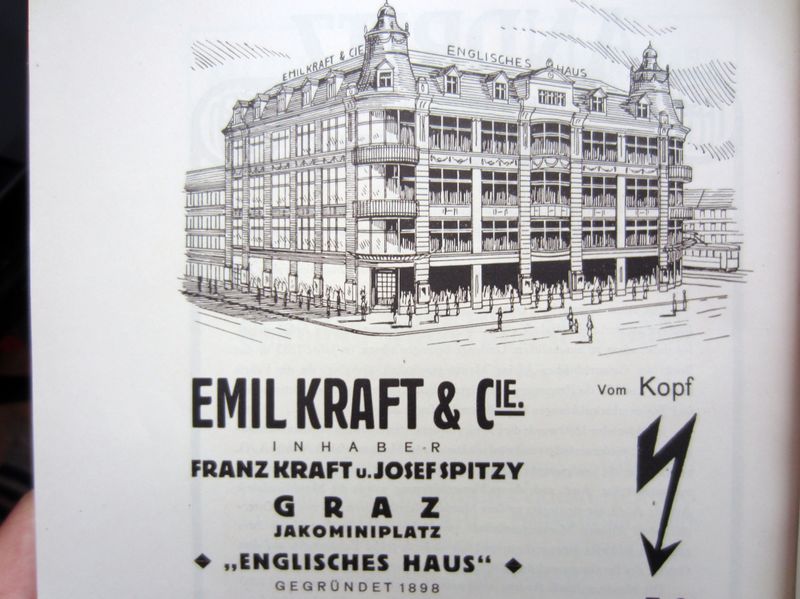 EMIL KRAFT & CIE
ENGLISCHES HAUS
EMIL KRAFT & CIE.
INHABER
FRANZ KRAFT u. JOSEF SPITZY
GRAZ
JAKOMINIPLATZ
„ENGLISCHES HAUS“
GEGRÜNDET 1898
Vom Kopf